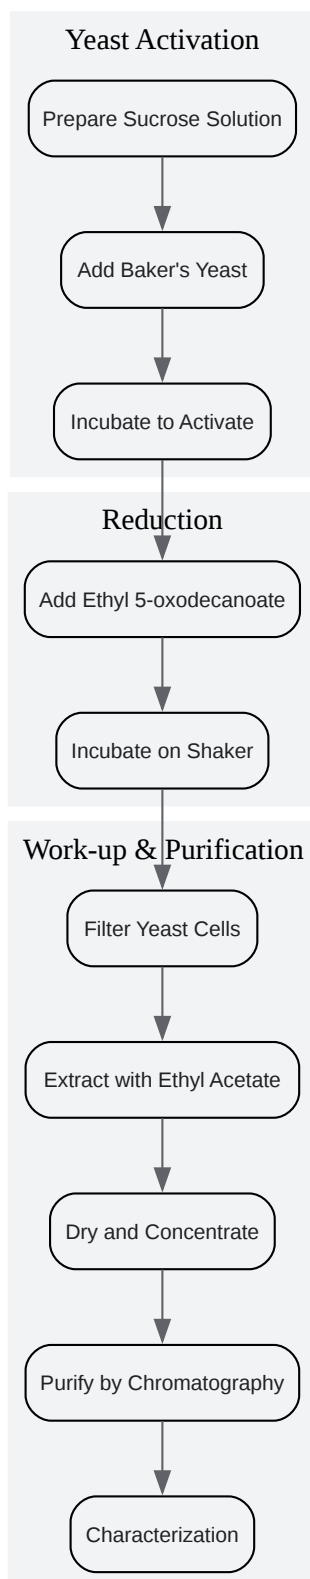 Yeast Activation
Prepare Sucrose Solution
Add Baker's Yeast
Incubate to Activate
Reduction
Add Ethyl 5-oxodecanoate
Incubate on Shaker
Work-up & Purification
Filter Yeast Cells
Extract with Ethyl Acetate
Dry and Concentrate
Purify by Chromatography
Characterization